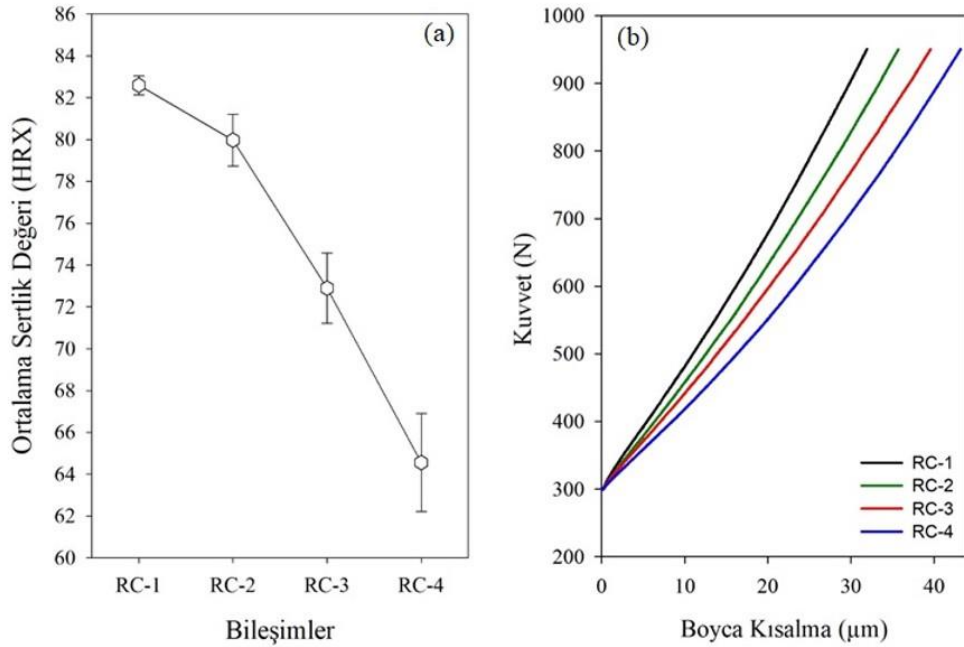 (a)
Ortalama Sertlik Değeri (HRX)
84
86
84
82
80
78
76
74
72
70
68
66
64
62
60
RC-1
RC-2
RC-3
RC-4
Bileşimler
(b)
Kuvvet (N)
1000
900
800
700
600
500
400
300
200
RC-1
RC-2
RC-3
RC-4
0
10
20
30
40
Boyca Kısalma (µm)